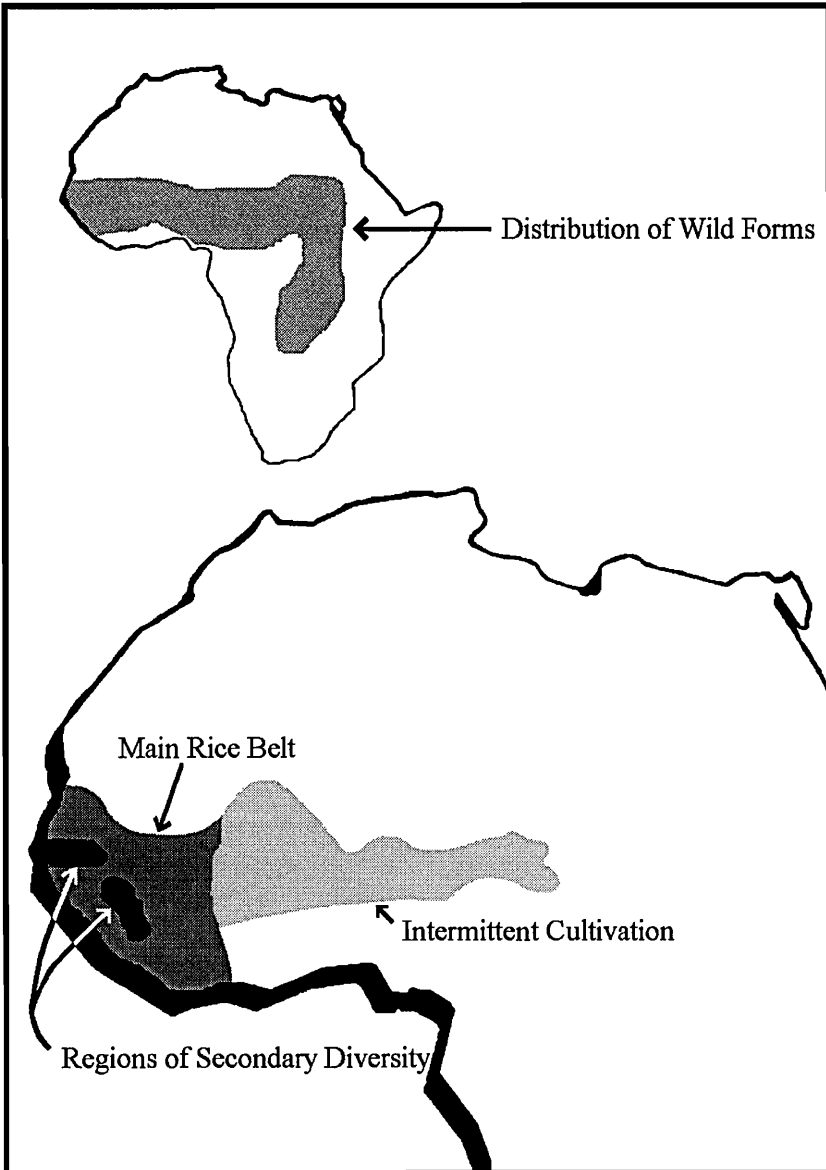 Distribution of Wild Forms
Main Rice Belt
Intermittent Cultivation
Regions of Secondary Diversity